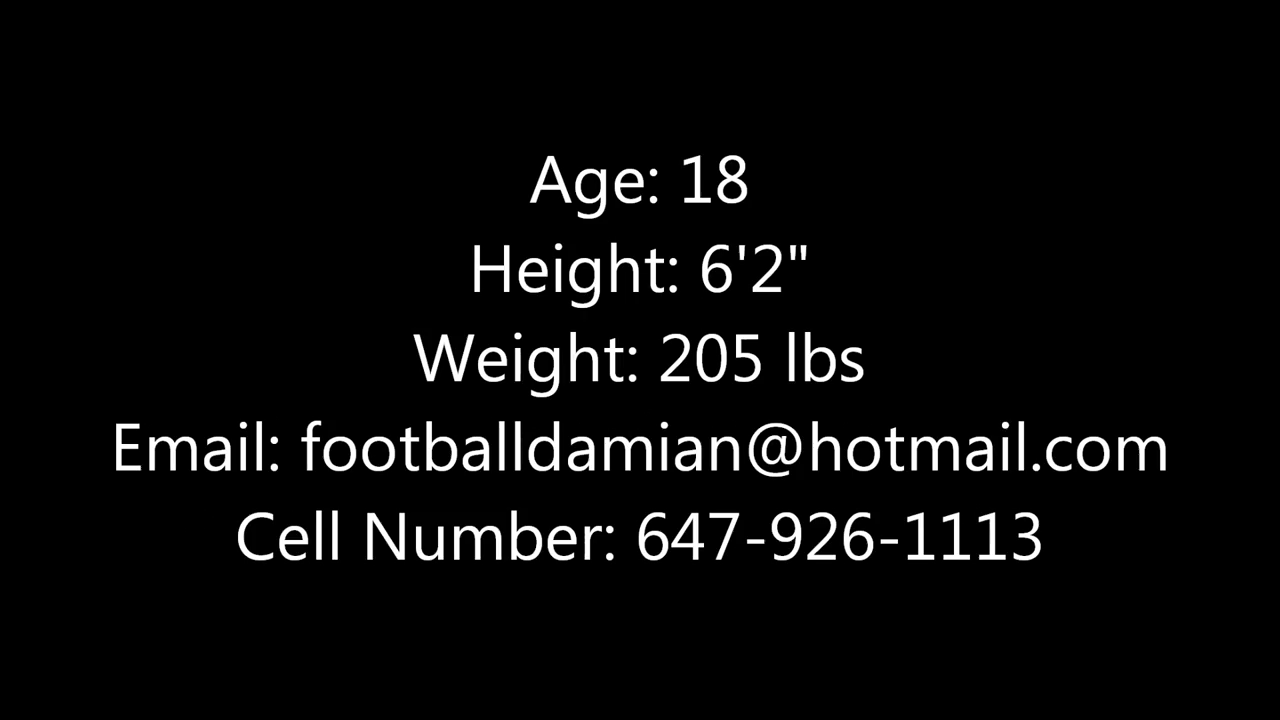 Age: 18
Height: 6'2"
Weight: 205 lbs
Email: footballdamian@hotmail.com
Cell Number: 647-926-1113